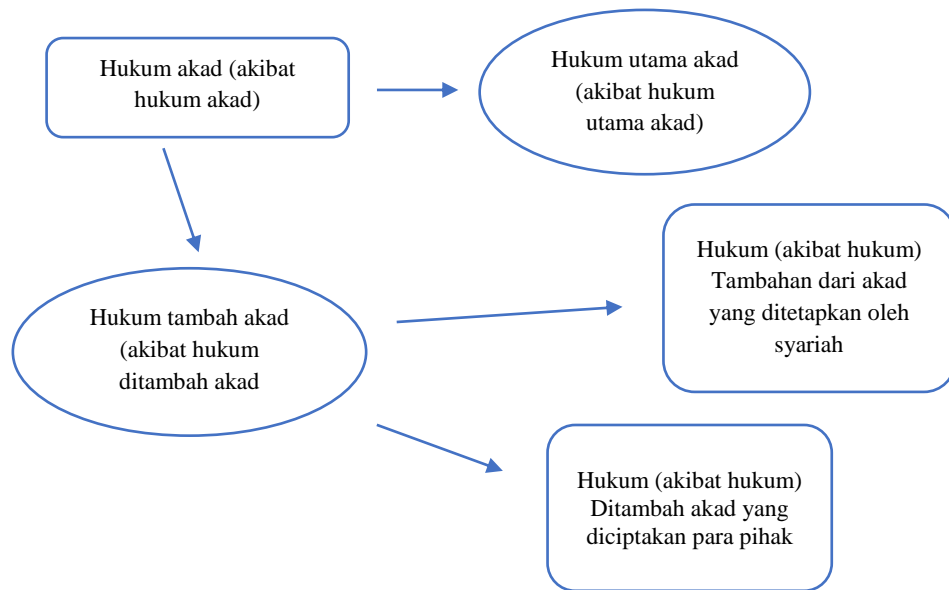 Hukum akad (akibat
hukum akad)
Hukum utama akad
(akibat hukum
utama akad)
Hukum (akibat hukum)
Tambahan dari akad
yang ditetapkan oleh
syariah
Hukum tambah akad
(akibat hukum
ditambah akad
Hukum (akibat hukum)
Ditambah akad yang
diciptakan para pihak